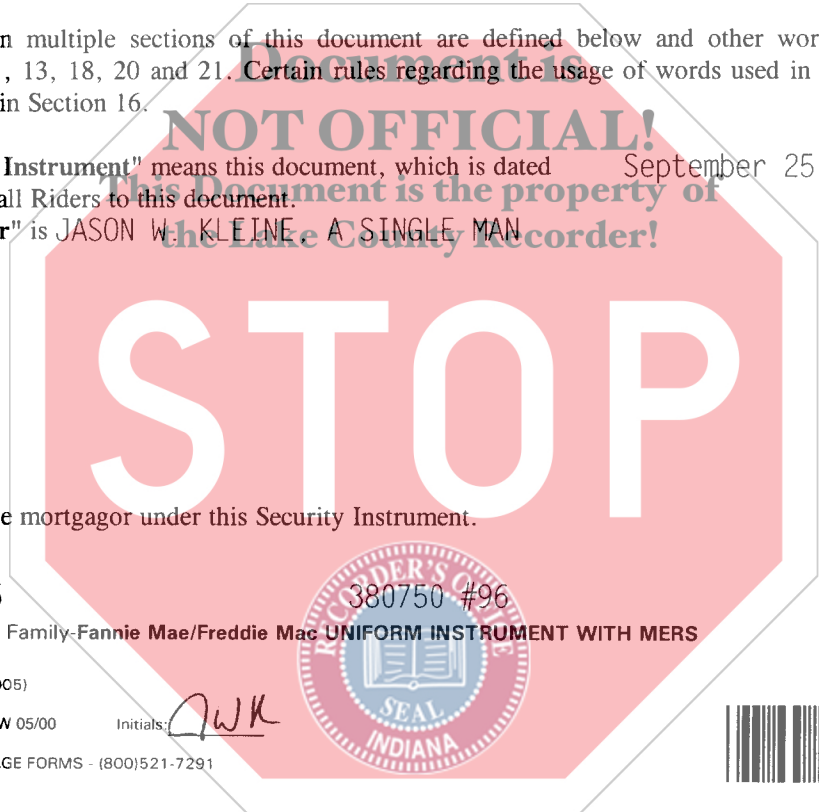 n multiple sections of this document are defined below and other wor
, 13, 18, 20 and 21. Certain rules regarding the usage of words used in
in Section 16.
Document is
NOT OFFICIAL!
Instrument" means this document, which is dated September 25
all Riders to this document.
This Document is the property of
r" is JASON W. KLEINE, A SINGLE MAN
the Lake County Recorder!
STOP
e mortgagor under this Security Instrument.
380750 #96
Family-Fannie Mae/Freddie Mac UNIFORM INSTRUMENT WITH MERS
005)
W 05/00 Initials: JWK
GE FORMS - (800)521-7291
RECORDER'S OFFICE
SEAL
INDIANA